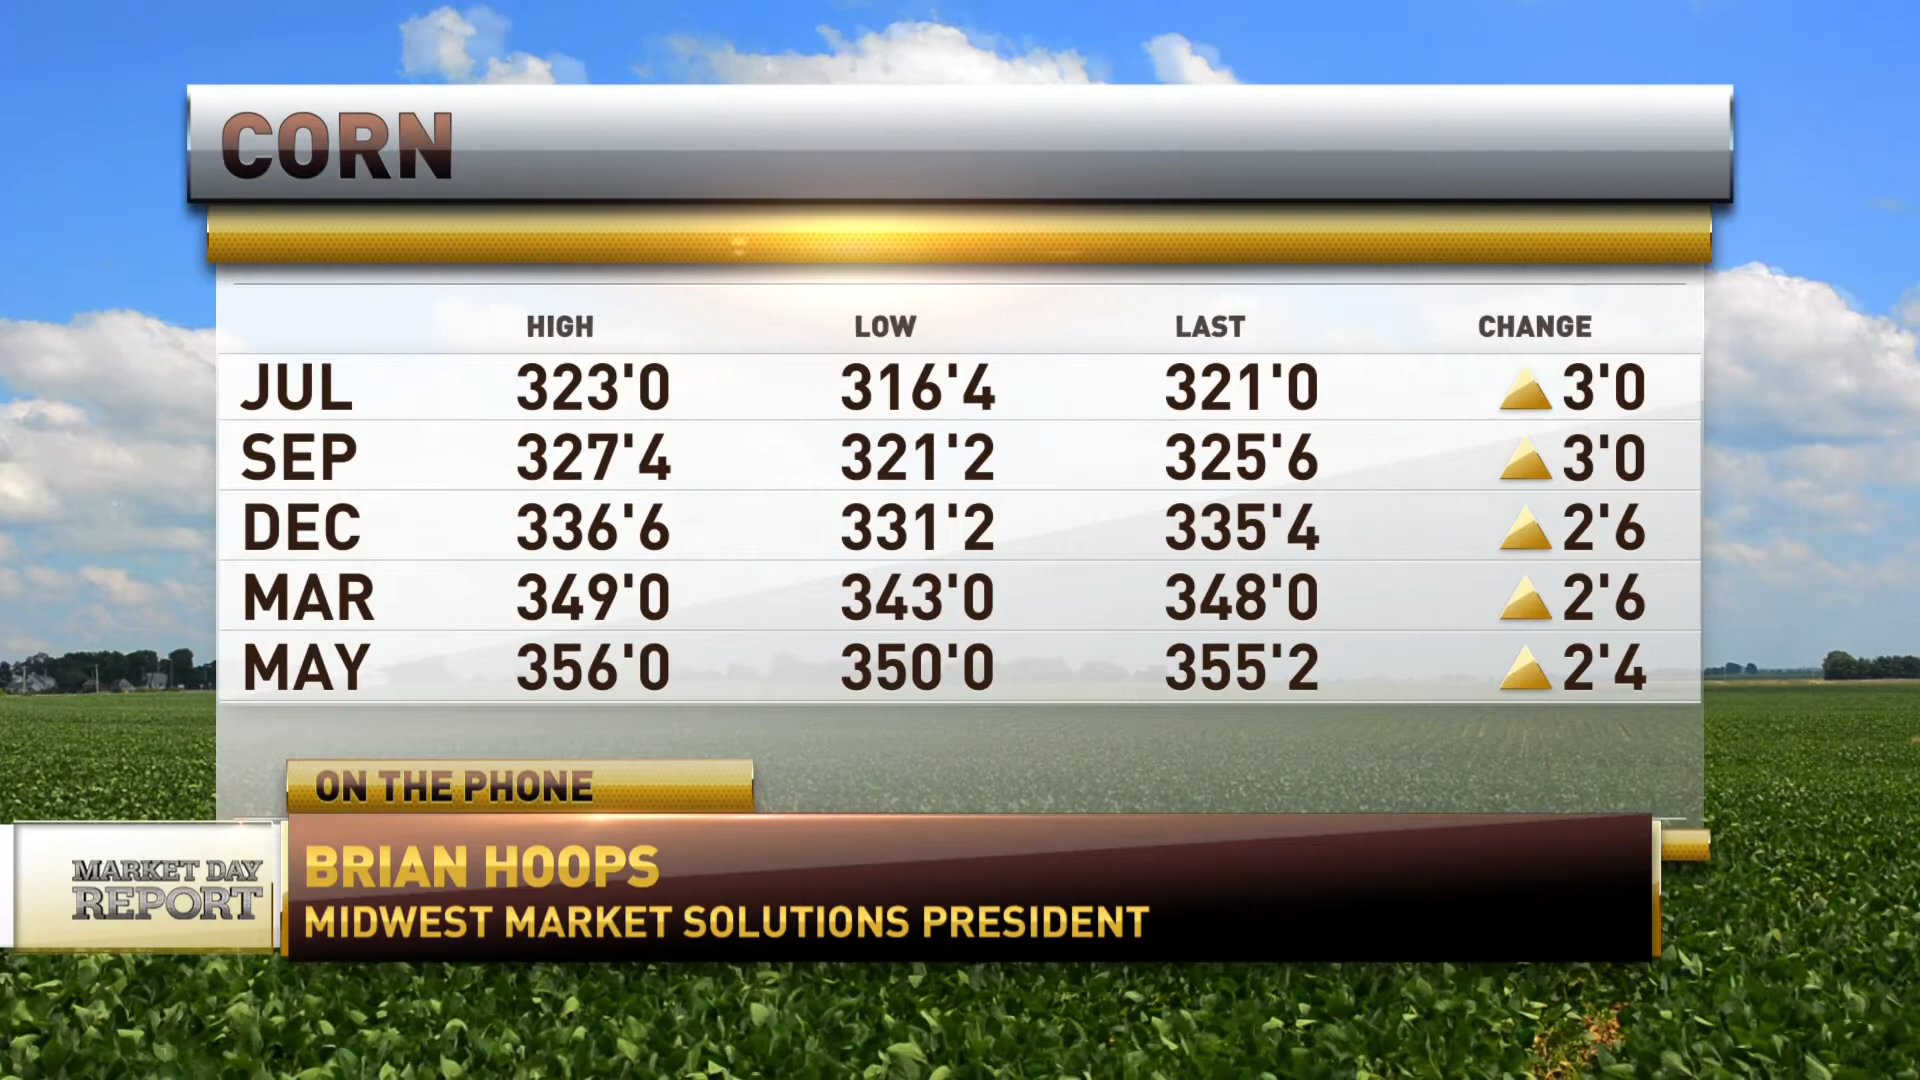 CORN
HIGH LOW LAST CHANGE
JUL 323'0 316'4 321'0 3'0
SEP 327'4 321'2 325'6 3'0
DEC 336'6 331'2 335'4 2'6
MAR 349'0 343'0 348'0 2'6
MAY 356'0 350'0 355'2 2'4
ON THE PHONE
MARKET DAY
REPORT
BRIAN HOOPS
MIDWEST MARKET SOLUTIONS PRESIDENT